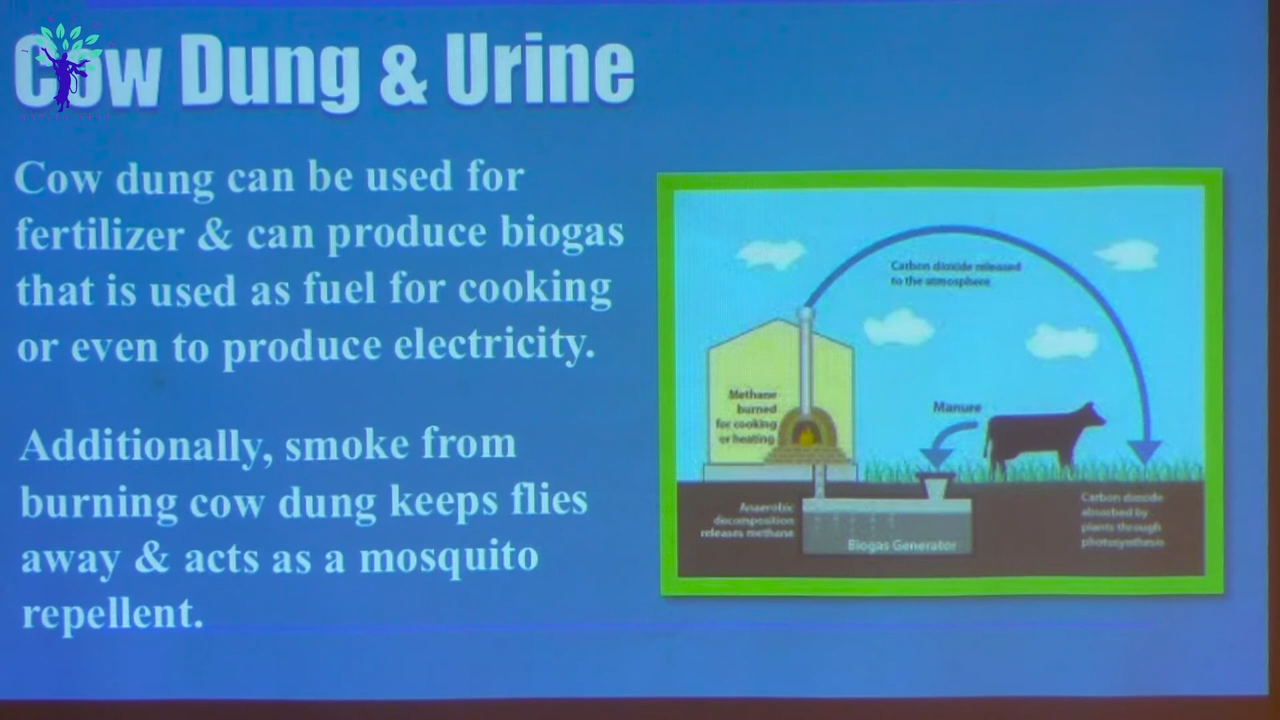 Cow Dung & Urine
Cow dung can be used for
fertilizer & can produce biogas
that is used as fuel for cooking
or even to produce electricity.
Additionally, smoke from
burning cow dung keeps flies
away & acts as a mosquito
repellent.
Carbon dioxide released
to the atmosphere
Methane
burned
for cooking
or heating
Manure
Anaerobic
decomposition
releases methane
Biogas Generator
Carbon dioxide
absorbed by
plants through
photosynthesis